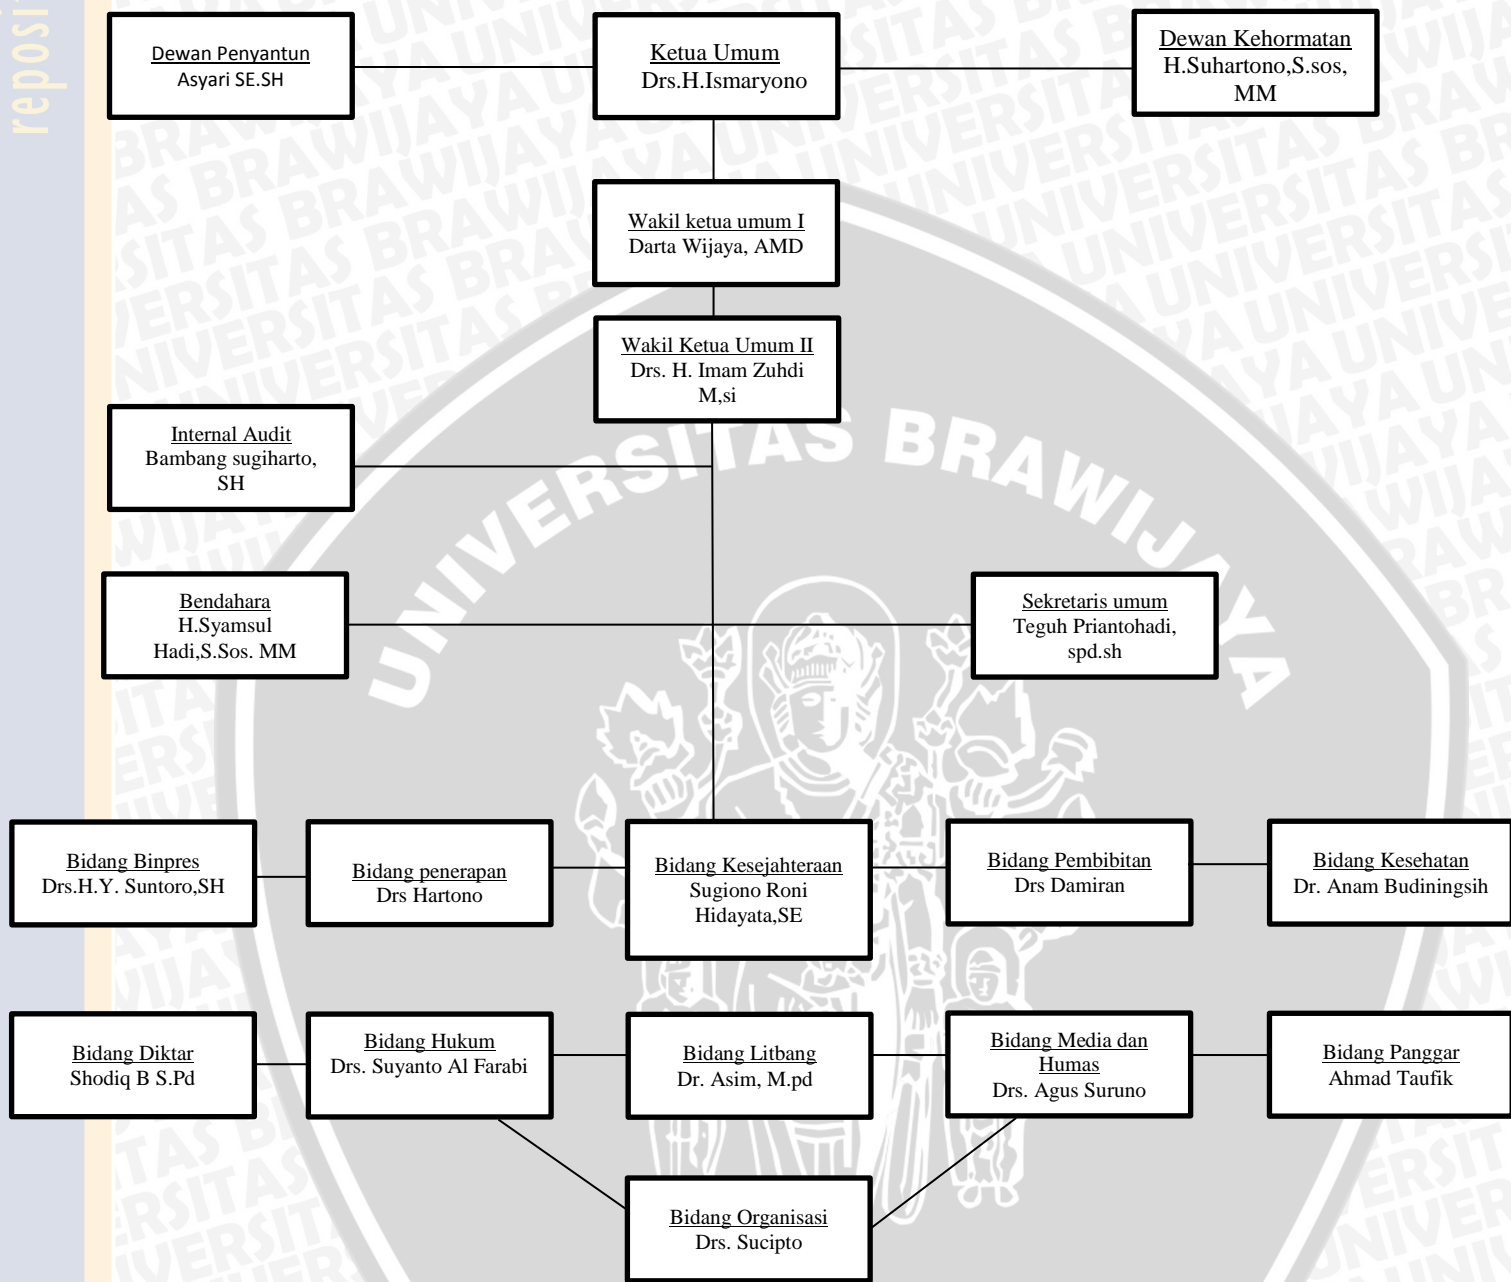 reposi
Dewan Penyantun
Asyari SE.SH
Ketua Umum
Drs.H.Ismaryono
Dewan Kehormatan
H.Suhartono,S.sos,
MM
Wakil ketua umum I
Darta Wijaya, AMD
Wakil Ketua Umum II
Drs. H. Imam Zuhdi
M,si
Internal Audit
Bambang sugiharto,
SH
UNIVERSITAS BRAWIJAYA
Bendahara
H.Syamsul
Hadi,S.Sos. MM
Sekretaris umum
Teguh Priantohadi,
spd.sh
Bidang Binpres
Drs.H.Y. Suntoro,SH
Bidang penerapan
Drs Hartono
Bidang Kesejahteraan
Sugiono Roni
Hidayata,SE
Bidang Pembibitan
Drs Damiran
Bidang Kesehatan
Dr. Anam Budiningsih
Bidang Diktar
Shodiq B S.Pd
Bidang Hukum
Drs. Suyanto Al Farabi
Bidang Litbang
Dr. Asim, M.pd
Bidang Media dan
Humas
Drs. Agus Suruno
Bidang Panggar
Ahmad Taufik
Bidang Organisasi
Drs. Sucipto